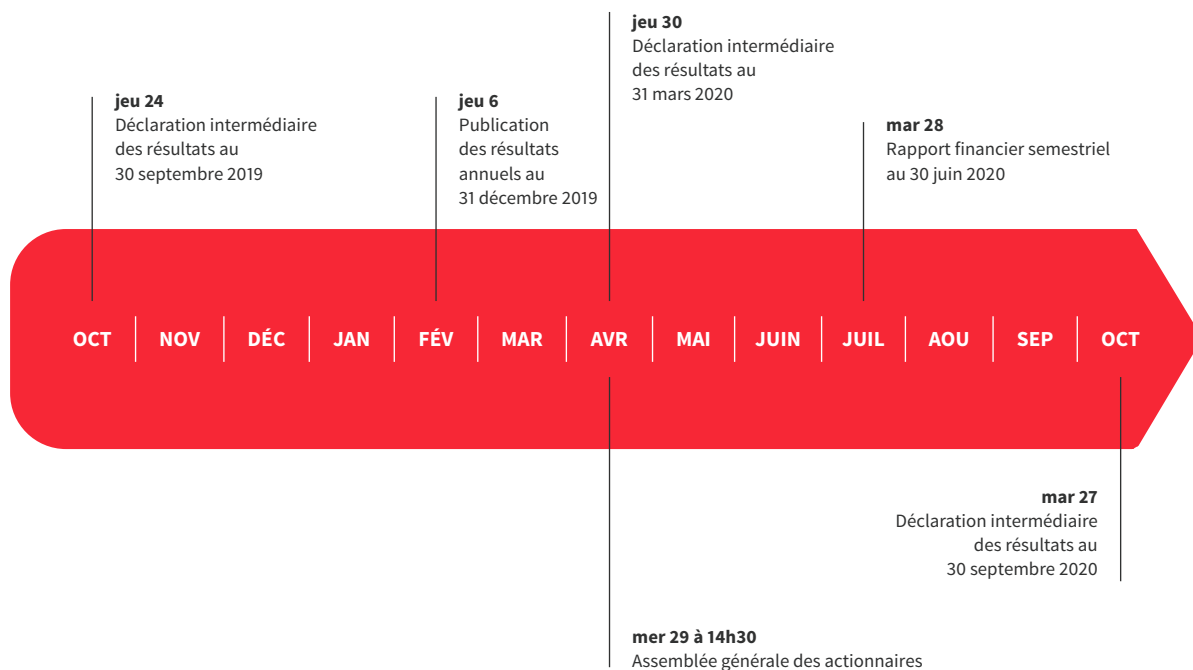 jeu 24
Déclaration intermédiaire
des résultats au
30 septembre 2019
jeu 6
Publication
des résultats
annuels au
31 décembre 2019
jeu 30
Déclaration intermédiaire
des résultats au
31 mars 2020
mar 28
Rapport financier semestriel
au 30 juin 2020
OCT NOV DÉC JAN FÉV MAR AVR MAI JUIN JUIL AOU SEP OCT
mar 27
Déclaration intermédiaire
des résultats au
30 septembre 2020
mer 29 à 14h30
Assemblée générale des actionnaires